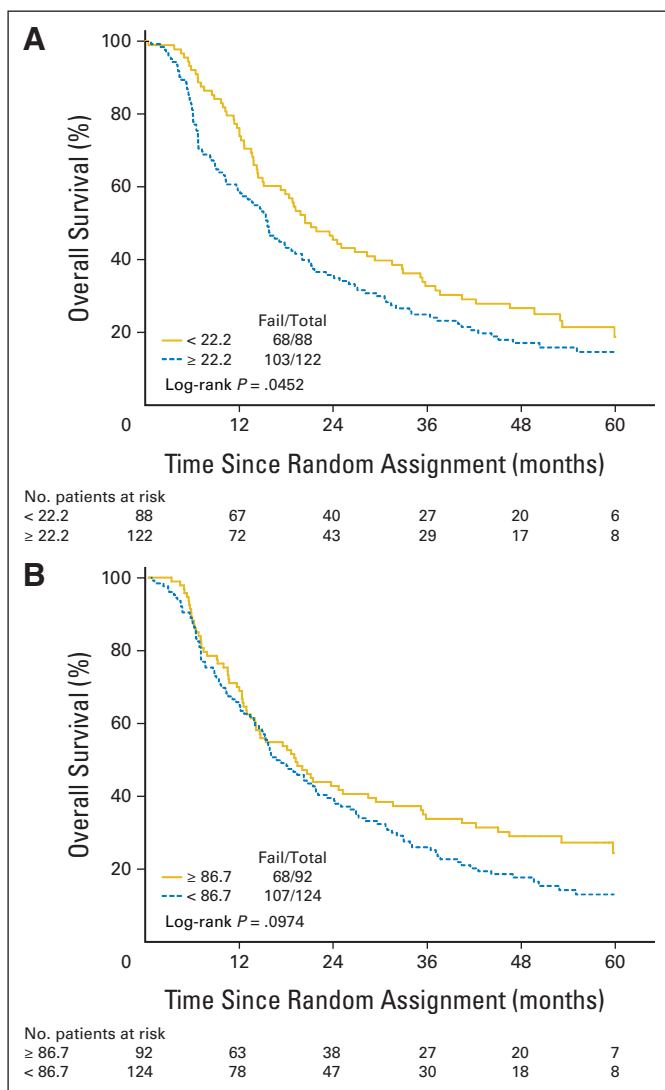 A
100
80
60
40
20
Overall Survival (%)
Fail/Total
< 22.2 68/88
≥ 22.2 103/122
Log-rank P = .0452
0 12 24 36 48 60
Time Since Random Assignment (months)
No. patients at risk
< 22.2 88 67 40 27 20 6
≥ 22.2 122 72 43 29 17 8
B
100
80
60
40
20
Overall Survival (%)
Fail/Total
≥ 86.7 68/92
< 86.7 107/124
Log-rank P = .0974
0 12 24 36 48 60
Time Since Random Assignment (months)
No. patients at risk
≥ 86.7 92 63 38 27 20 7
< 86.7 124 78 47 30 18 8